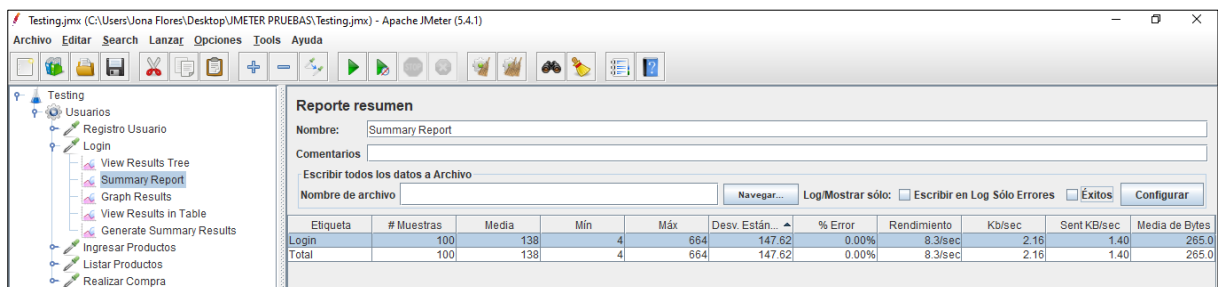 Testing.jmx (C:\Users\Jona Flores\Desktop\JMETER PRUEBAS\Testing.jmx) - Apache JMeter (5.4.1)
Archivo Editar Search Lanzar Opciones Tools Ayuda
Testing
Usuarios
Registro Usuario
Login
View Results Tree
Summary Report
Graph Results
View Results in Table
Generate Summary Results
Ingresar Productos
Listar Productos
Realizar Compra
Reporte resumen
Nombre: Summary Report
Comentarios
Escribir todos los datos a Archivo
Nombre de archivo Navegar... Log/Mostrar sólo: Escribir en Log Sólo Errores Éxitos Configurar
Etiqueta # Muestras Media Mín Máx Desv. Están... % Error Rendimiento Kb/sec Sent KB/sec Media de Bytes
Login 100 138 4 664 147.62 0.00% 8.3/sec 2.16 1.40 265.0
Total 100 138 4 664 147.62 0.00% 8.3/sec 2.16 1.40 265.0